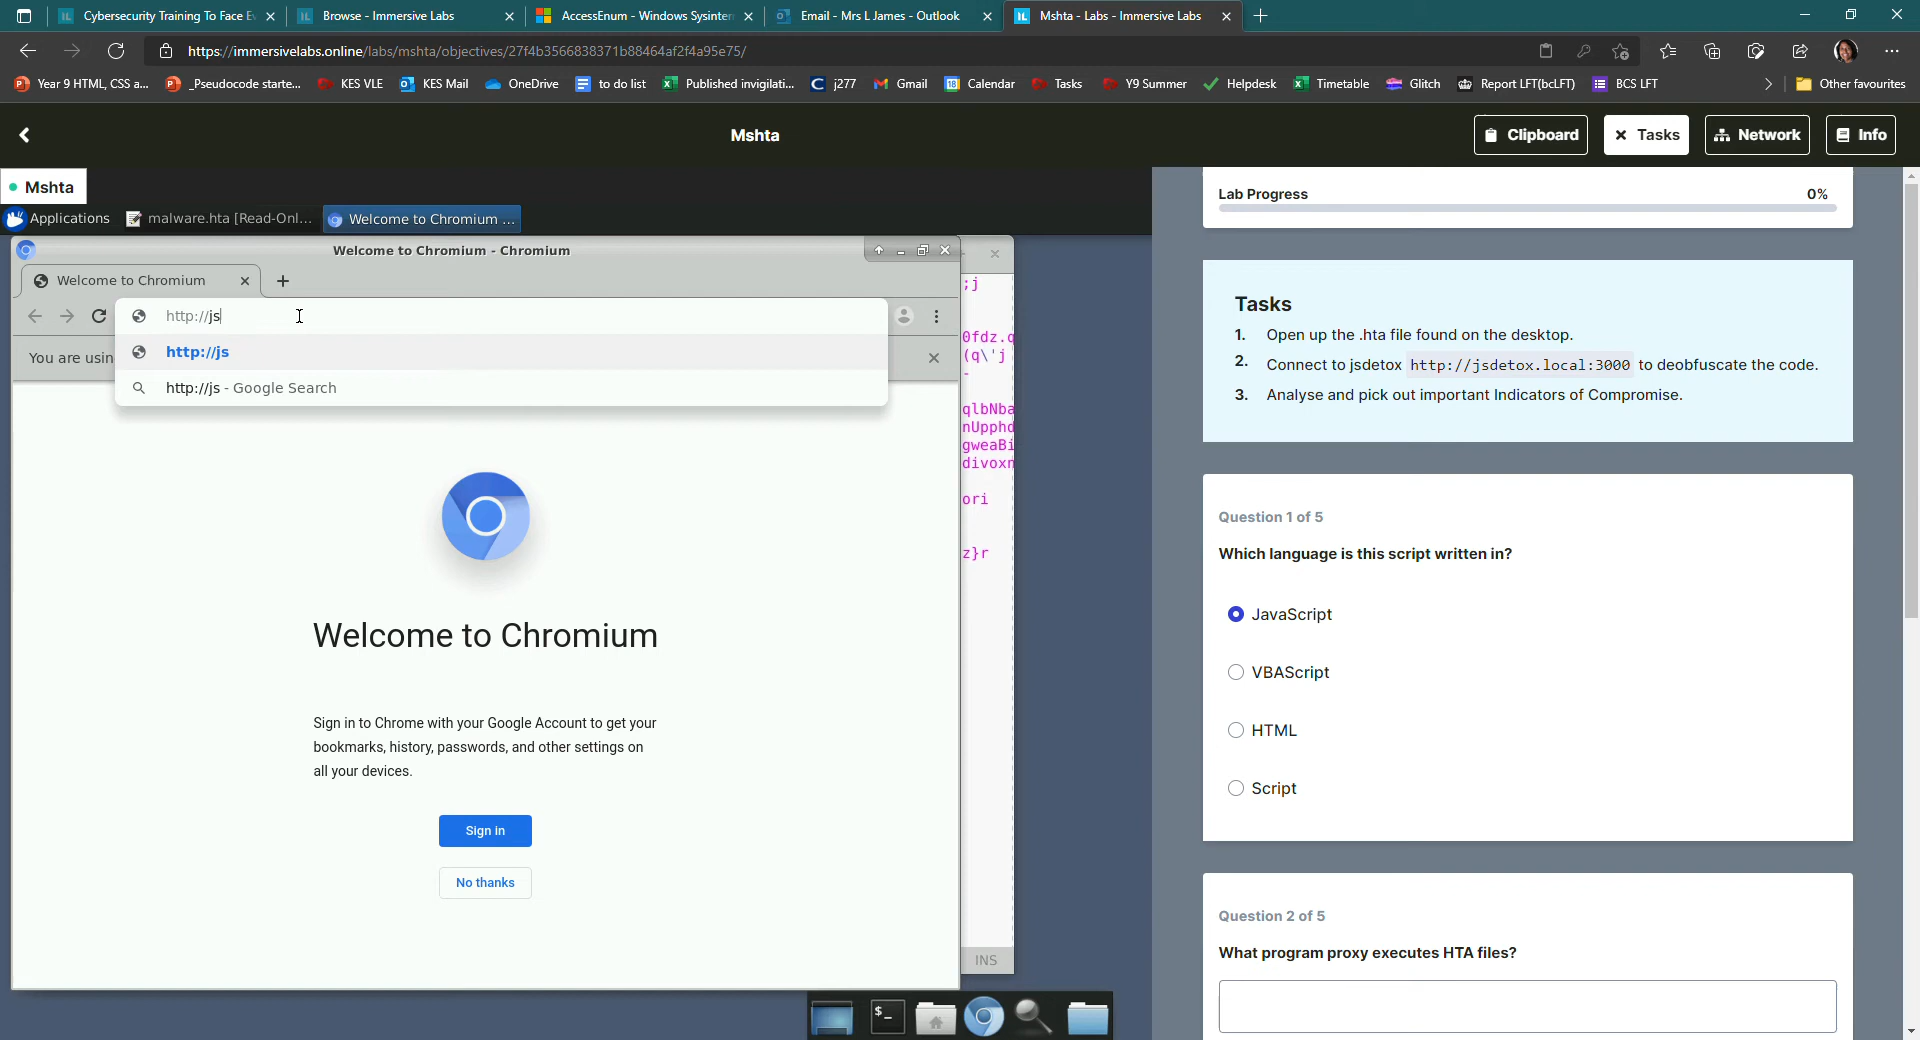 Cybersecurity Training To Face E
Browse - Immersive Labs
AccessEnum - Windows Sysinter
Email - Mrs L James - Outlook
Mshta - Labs - Immersive Labs
https://immersivelabs.online/labs/mshta/objectives/27f4b3566838371b88464af2f4a95e75/
Year 9 HTML, CSS a...
_Pseudocode starte...
KES VLE
KES Mail
OneDrive
to do list
Published invigilati...
j277
Gmail
Calendar
Tasks
Y9 Summer
Helpdesk
Timetable
Glitch
Report LFT(bcLFT)
BCS LFT
Other favourites
Mshta
Clipboard
Tasks
Network
Info
Mshta
Applications
malware.hta [Read-Onl...
Welcome to Chromium ...
Welcome to Chromium - Chromium
Welcome to Chromium
http://js
You are usin
http://js
http://js - Google Search
;j
0fdz.q
(q\'j
-
qlbNba
nUpphd
gweaBi
divoxn
ori
z}r
INS
Welcome to Chromium
Sign in to Chrome with your Google Account to get your
bookmarks, history, passwords, and other settings on
all your devices.
Sign in
No thanks
Lab Progress
0%
Tasks
1. Open up the .hta file found on the desktop.
2. Connect to jsdetox http://jsdetox.local:3000 to deobfuscate the code.
3. Analyse and pick out important Indicators of Compromise.
Question 1 of 5
Which language is this script written in?
JavaScript
VBAScript
HTML
Script
Question 2 of 5
What program proxy executes HTA files?